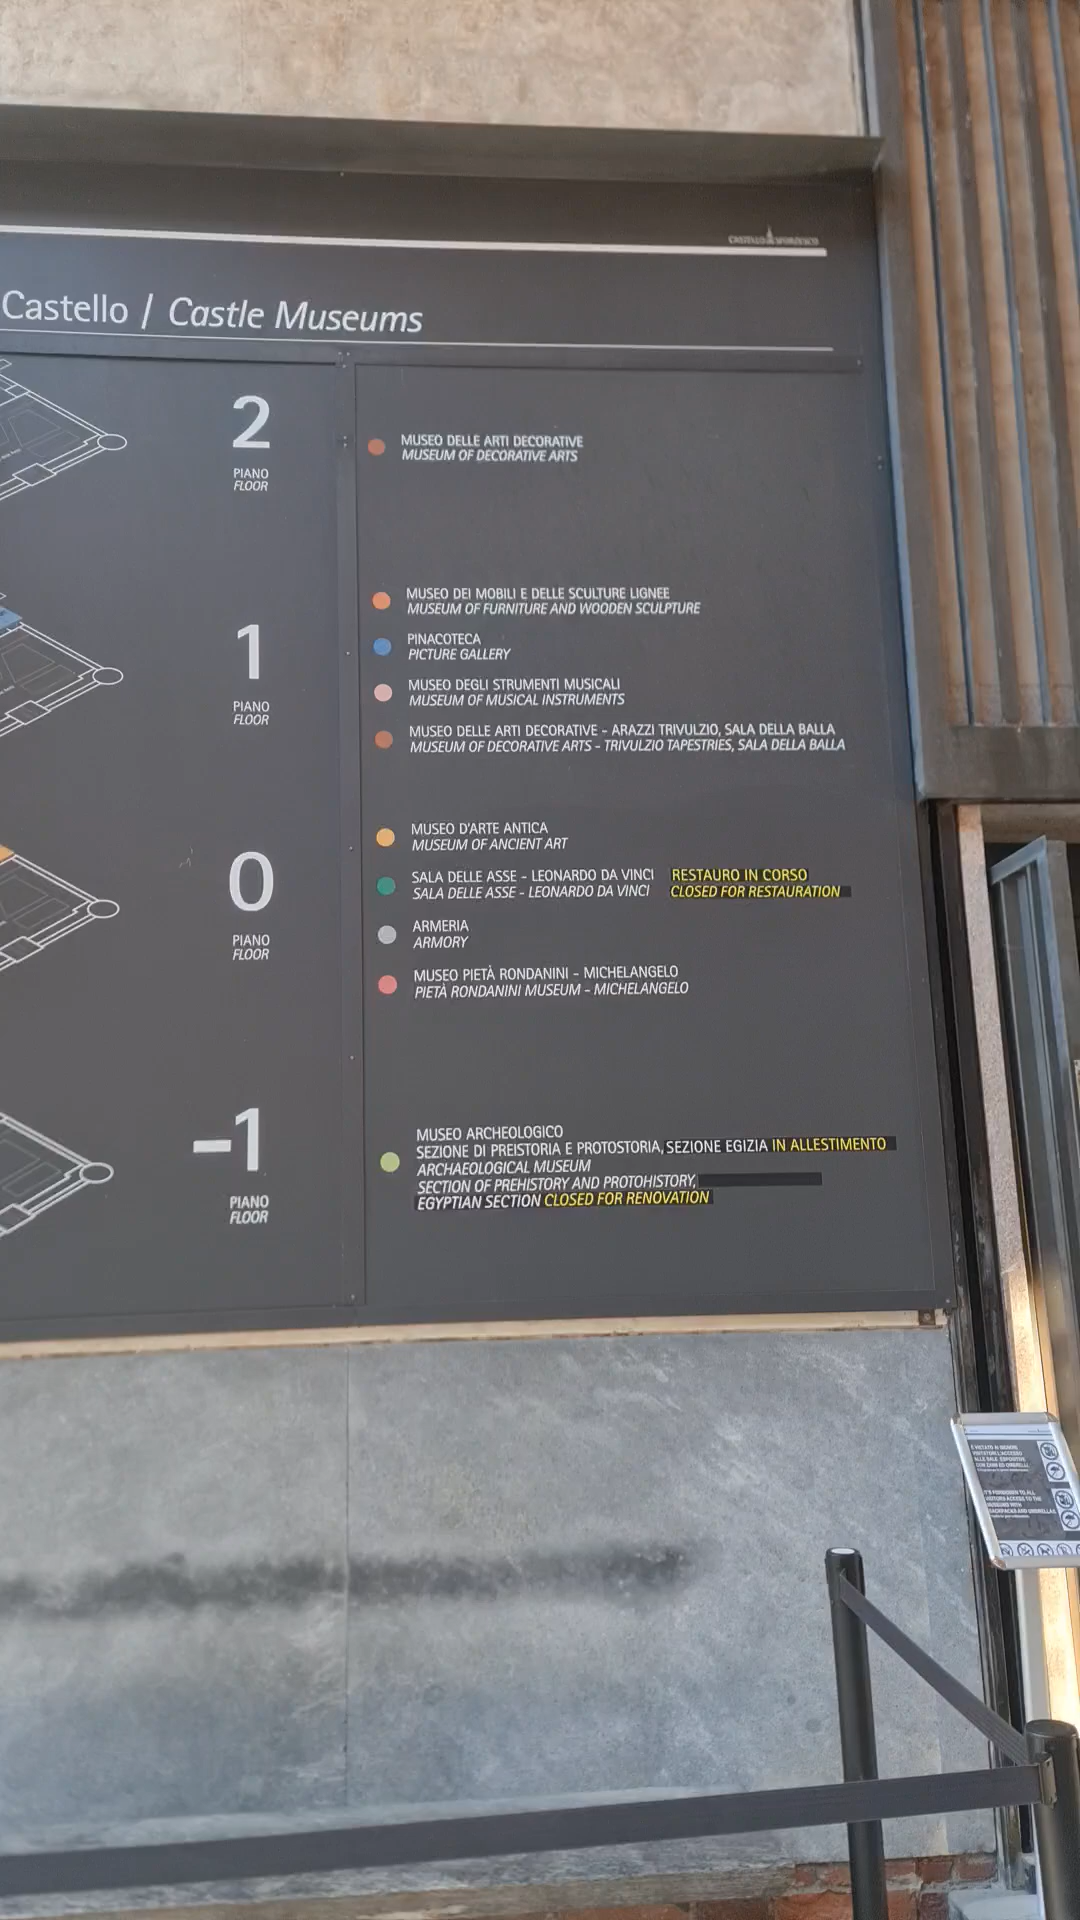 CASTELLO SFORZESCO
Castello / Castle Museums
2
PIANO
FLOOR
MUSEO DELLE ARTI DECORATIVE
MUSEUM OF DECORATIVE ARTS
1
PIANO
FLOOR
MUSEO DEI MOBILI E DELLE SCULTURE LIGNEE
MUSEUM OF FURNITURE AND WOODEN SCULPTURE
PINACOTECA
PICTURE GALLERY
MUSEO DEGLI STRUMENTI MUSICALI
MUSEUM OF MUSICAL INSTRUMENTS
MUSEO DELLE ARTI DECORATIVE – ARAZZI TRIVULZIO, SALA DELLA BALLA
MUSEUM OF DECORATIVE ARTS – TRIVULZIO TAPESTRIES, SALA DELLA BALLA
0
PIANO
FLOOR
MUSEO D'ARTE ANTICA
MUSEUM OF ANCIENT ART
SALA DELLE ASSE – LEONARDO DA VINCI RESTAURO IN CORSO
SALA DELLE ASSE – LEONARDO DA VINCI CLOSED FOR RESTAURATION
ARMERIA
ARMORY
MUSEO PIETÀ RONDANINI – MICHELANGELO
PIETÀ RONDANINI MUSEUM – MICHELANGELO
-1
PIANO
FLOOR
MUSEO ARCHEOLOGICO
SEZIONE DI PREISTORIA E PROTOSTORIA, SEZIONE EGIZIA IN ALLESTIMENTO
ARCHAEOLOGICAL MUSEUM
SECTION OF PREHISTORY AND PROTOHISTORY,
EGYPTIAN SECTION CLOSED FOR RENOVATION